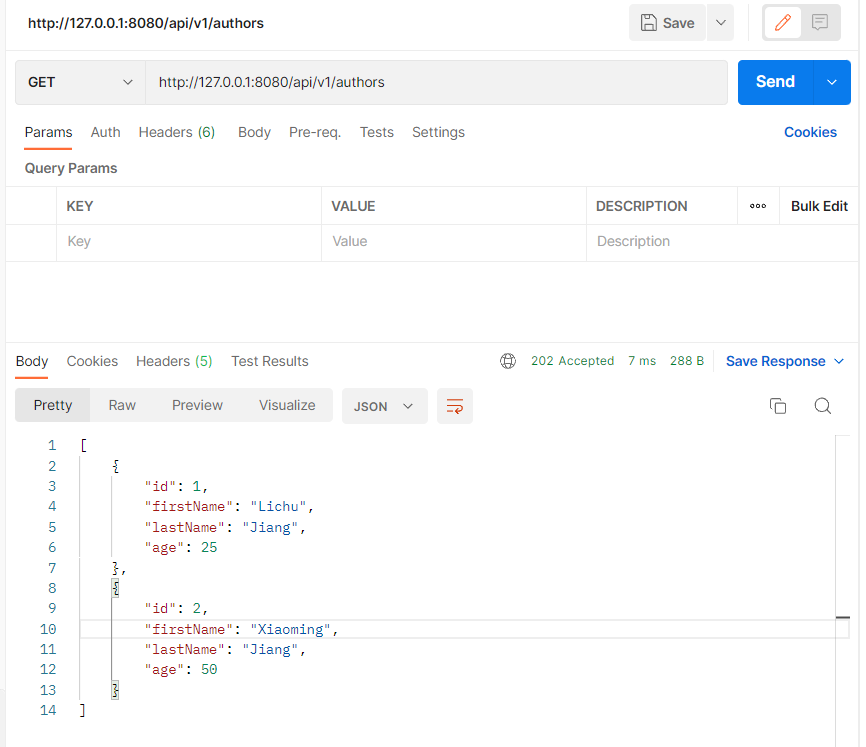 http://127.0.0.1:8080/api/v1/authors Save
GET http://127.0.0.1:8080/api/v1/authors Send
Params Auth Headers (6) Body Pre-req. Tests Settings Cookies
Query Params
KEY VALUE DESCRIPTION ooo Bulk Edit
Key Value Description
Body Cookies Headers (5) Test Results 202 Accepted 7 ms 288 B Save Response
Pretty Raw Preview Visualize JSON
1 [
2 {
3 "id": 1,
4 "firstName": "Lichu",
5 "lastName": "Jiang",
6 "age": 25
7 },
8 {
9 "id": 2,
10 "firstName": "Xiaoming",
11 "lastName": "Jiang",
12 "age": 50
13 }
14 ]